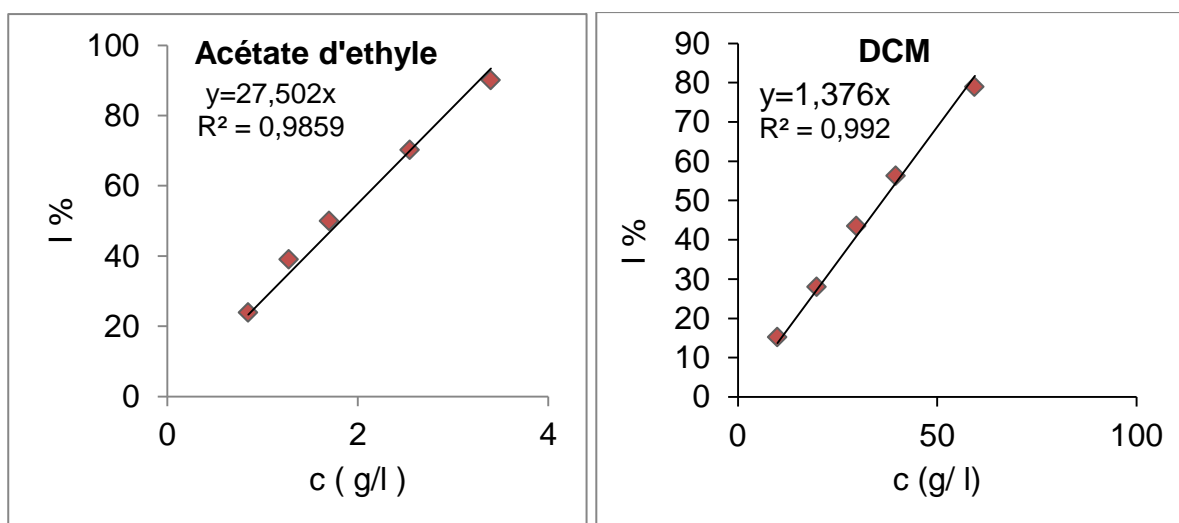 Acétate d'ethyle
y=27,502x
R² = 0,9859
100
80
60
40
20
0
I %
0 2 4
c ( g/l )
DCM
y=1,376x
R² = 0,992
90
80
70
60
50
40
30
20
10
0
I %
0 50 100
c (g/ l)